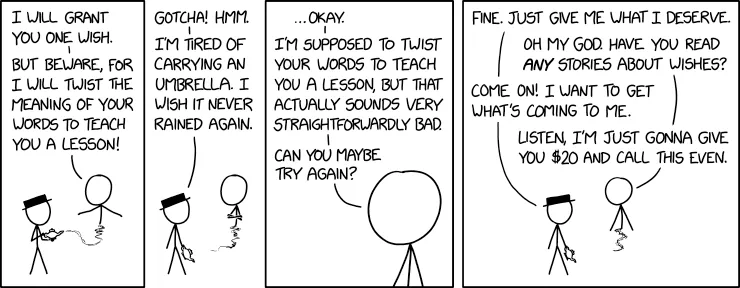 I WILL GRANT
YOU ONE WISH.
BUT BEWARE, FOR
I WILL TWIST THE
MEANING OF YOUR
WORDS TO TEACH
YOU A LESSON!
GOTCHA! HMM.
I'M TIRED OF
CARRYING AN
UMBRELLA. I
WISH IT NEVER
RAINED AGAIN.
...OKAY.
I'M SUPPOSED TO TWIST
YOUR WORDS TO TEACH
YOU A LESSON, BUT THAT
ACTUALLY SOUNDS VERY
STRAIGHTFORWARDLY BAD.
CAN YOU MAYBE
TRY AGAIN?
FINE. JUST GIVE ME WHAT I DESERVE.
OH MY GOD. HAVE YOU READ
ANY STORIES ABOUT WISHES?
COME ON! I WANT TO GET
WHAT'S COMING TO ME.
LISTEN, I'M JUST GONNA GIVE
YOU $20 AND CALL THIS EVEN.